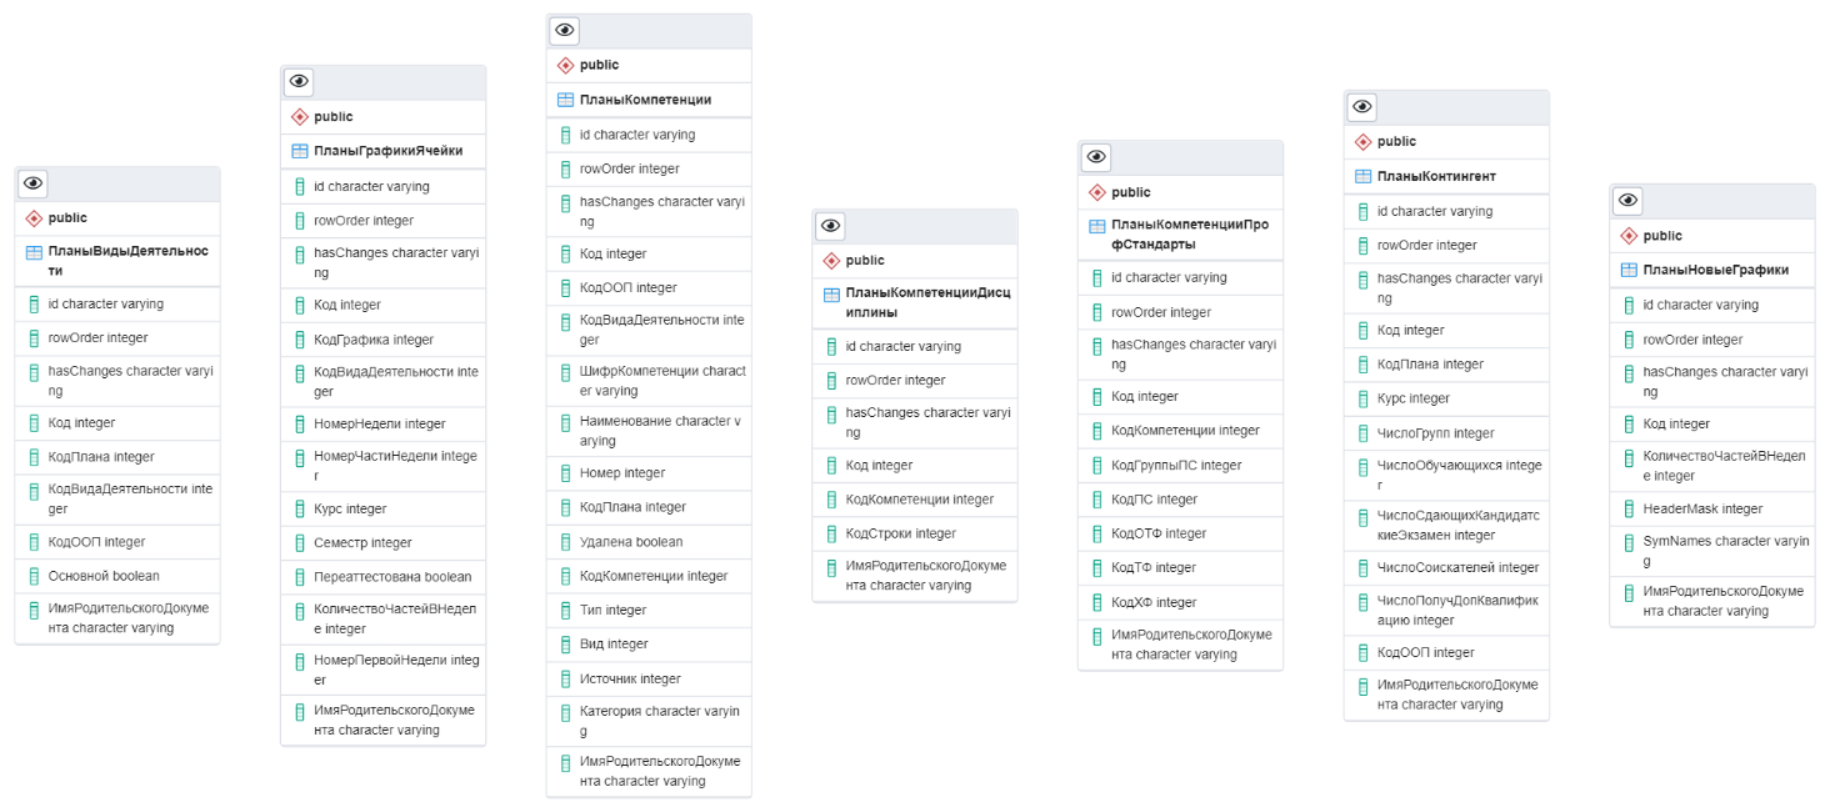 public
ПланыВидыДеятельнос
ти
id character varying
rowOrder integer
hasChanges character varyi
ng
Код integer
КодПлана integer
КодВидаДеятельности inte
ger
КодООП integer
Основной boolean
ИмяРодительскогоДокуме
нта character varying
public
ПланыГрафикиЯчейки
id character varying
rowOrder integer
hasChanges character varyi
ng
Код integer
КодГрафика integer
КодВидаДеятельности inte
ger
НомерНедели integer
НомерЧастиНедели intege
r
Курс integer
Семестр integer
Переаттестована boolean
КоличествоЧастейВНедел
е integer
НомерПервойНедели integ
er
ИмяРодительскогоДокуме
нта character varying
public
ПланыКомпетенции
id character varying
rowOrder integer
hasChanges character varyi
ng
Код integer
КодООП integer
КодВидаДеятельности inte
ger
ШифрКомпетенции charact
er varying
Наименование character v
arying
Номер integer
КодПлана integer
Удалена boolean
КодКомпетенции integer
Тип integer
Вид integer
Источник integer
Категория character varyin
g
ИмяРодительскогоДокуме
нта character varying
public
ПланыКомпетенцииДисц
иплины
id character varying
rowOrder integer
hasChanges character varyi
ng
Код integer
КодКомпетенции integer
КодСтроки integer
ИмяРодительскогоДокуме
нта character varying
public
ПланыКомпетенцииПро
фСтандарты
id character varying
rowOrder integer
hasChanges character varyi
ng
Код integer
КодКомпетенции integer
КодГруппыПС integer
КодПС integer
КодОТФ integer
КодТФ integer
КодХФ integer
ИмяРодительскогоДокуме
нта character varying
public
ПланыКонтингент
id character varying
rowOrder integer
hasChanges character varyi
ng
Код integer
КодПлана integer
Курс integer
ЧислоГрупп integer
ЧислоОбучающихся intege
r
ЧислоСдающихКандидатс
киеЭкзамен integer
ЧислоСоискателей integer
ЧислоПолучДопКвалифик
ацию integer
КодООП integer
ИмяРодительскогоДокуме
нта character varying
public
ПланыНовыеГрафики
id character varying
rowOrder integer
hasChanges character varyi
ng
Код integer
КоличествоЧастейВНедел
е integer
HeaderMask integer
SymNames character varyin
g
ИмяРодительскогоДокуме
нта character varying